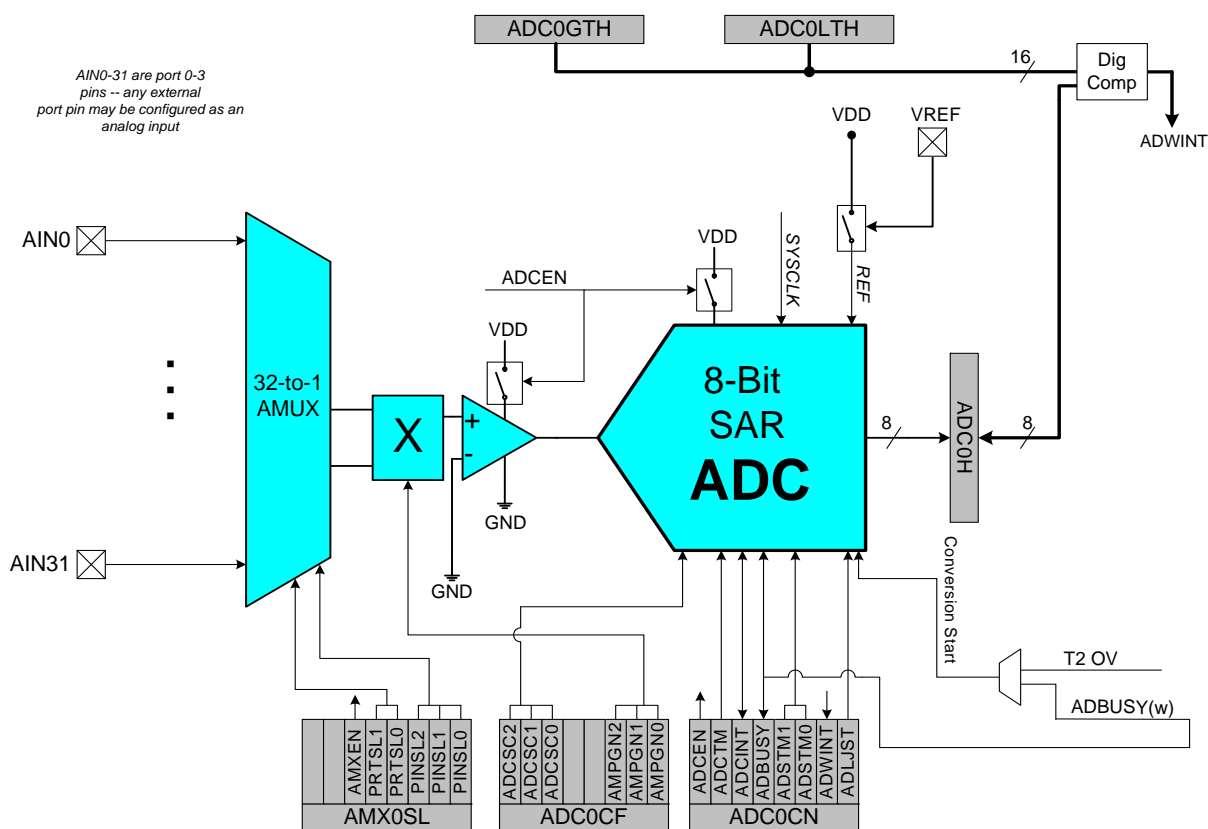 ADC0GTH
ADC0LTH
AIN0-31 are port 0-3
pins -- any external
port pin may be configured as an
analog input
16
Dig
Comp
ADWINT
VDD
VREF
AIN0
VDD
ADCEN
SYSCLK
REF
VDD
32-to-1
AMUX
X
+
-
8-Bit
SAR
ADC
8
ADC0H
8
GND
GND
AIN31
Conversion Start
T2 OV
ADBUSY(w)
AMXEN
PRTSL1
PRTSL0
PINSL2
PINSL1
PINSL0
AMX0SL
ADCSC2
ADCSC1
ADCSC0
AMPGN2
AMPGN1
AMPGN0
ADC0CF
ADCEN
ADCTM
ADCINT
ADBUSY
ADSTM1
ADSTM0
ADWINT
ADLJST
ADC0CN